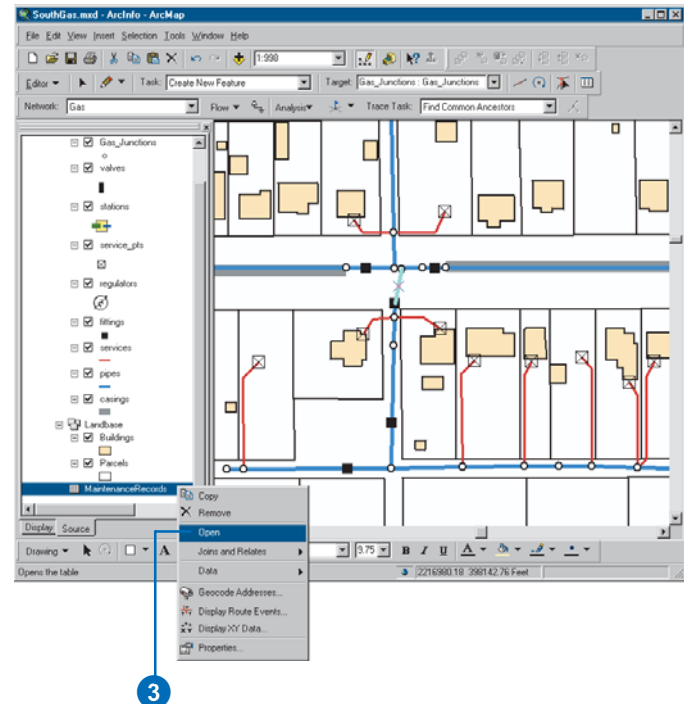 SouthGas.mxd - ArcInfo - ArcMap
File Edit View Insert Selection Tools Window Help
1:998
Editor Task: Create New Feature Target: Gas_Junctions : Gas_Junctions
Network: Gas Flow Analysis Trace Task: Find Common Ancestors
Gas_Junctions
valves
stations
service_pts
regulators
fittings
services
pipes
casings
Landbase
Buildings
Parcels
MaintenanceRecords
Copy
Remove
Open
Joins and Relates
Data
Geocode Addresses...
Display Route Events...
Display XY Data...
Properties...
Display Source
Drawing A 9.75 B I U A
Opens the table 2216980.18 398142.76 Feet
3